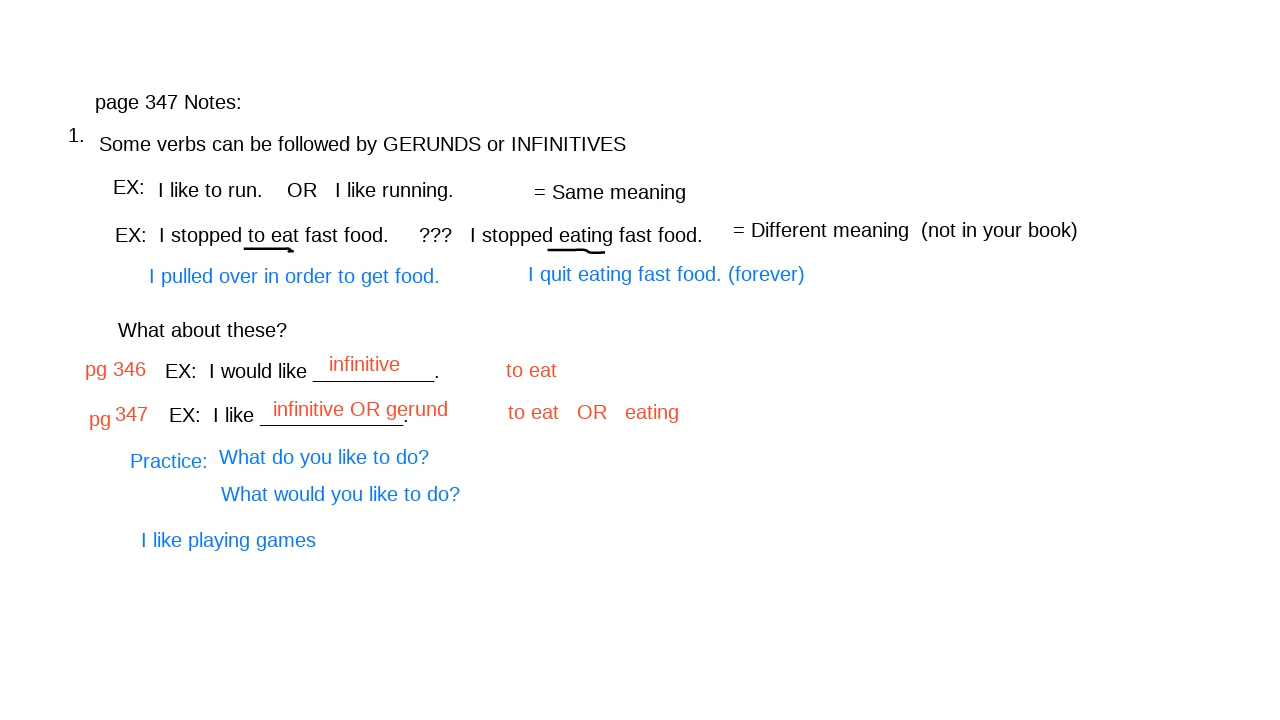 page 347 Notes:
1. Some verbs can be followed by GERUNDS or INFINITIVES
EX: I like to run. OR I like running. = Same meaning
EX: I stopped to eat fast food. ??? I stopped eating fast food. = Different meaning (not in your book)
I pulled over in order to get food. I quit eating fast food. (forever)
What about these?
pg 346 EX: I would like ___________. infinitive to eat
pg 347 EX: I like _____________. infinitive OR gerund to eat OR eating
Practice: What do you like to do?
What would you like to do?
I like playing games